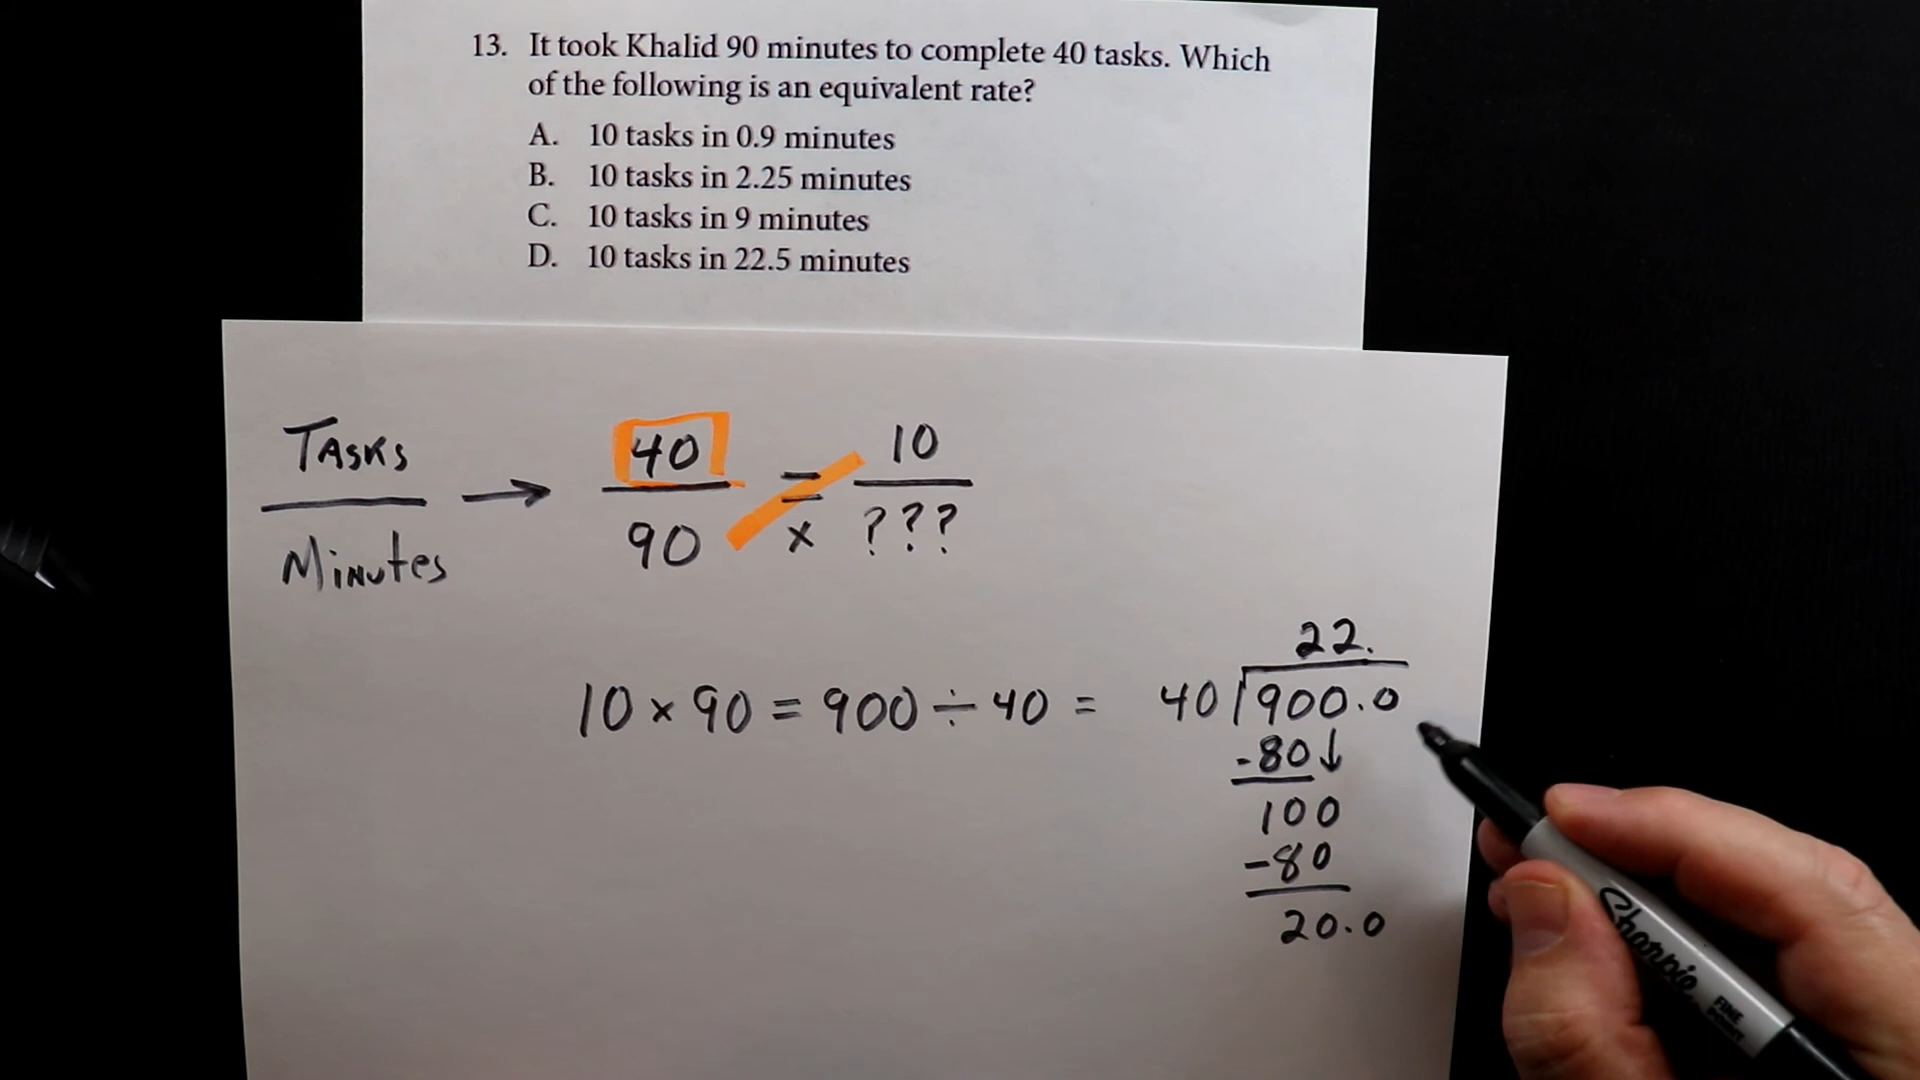 13. It took Khalid 90 minutes to complete 40 tasks. Which
of the following is an equivalent rate?
A. 10 tasks in 0.9 minutes
B. 10 tasks in 2.25 minutes
C. 10 tasks in 9 minutes
D. 10 tasks in 22.5 minutes
TASKS
Minutes
→
40
90
=
×
10
???
10 × 90 = 900 ÷ 40 =
22.
40 900.0
-80↓
100
-80
20.0
Sharpie
FINE
POINT